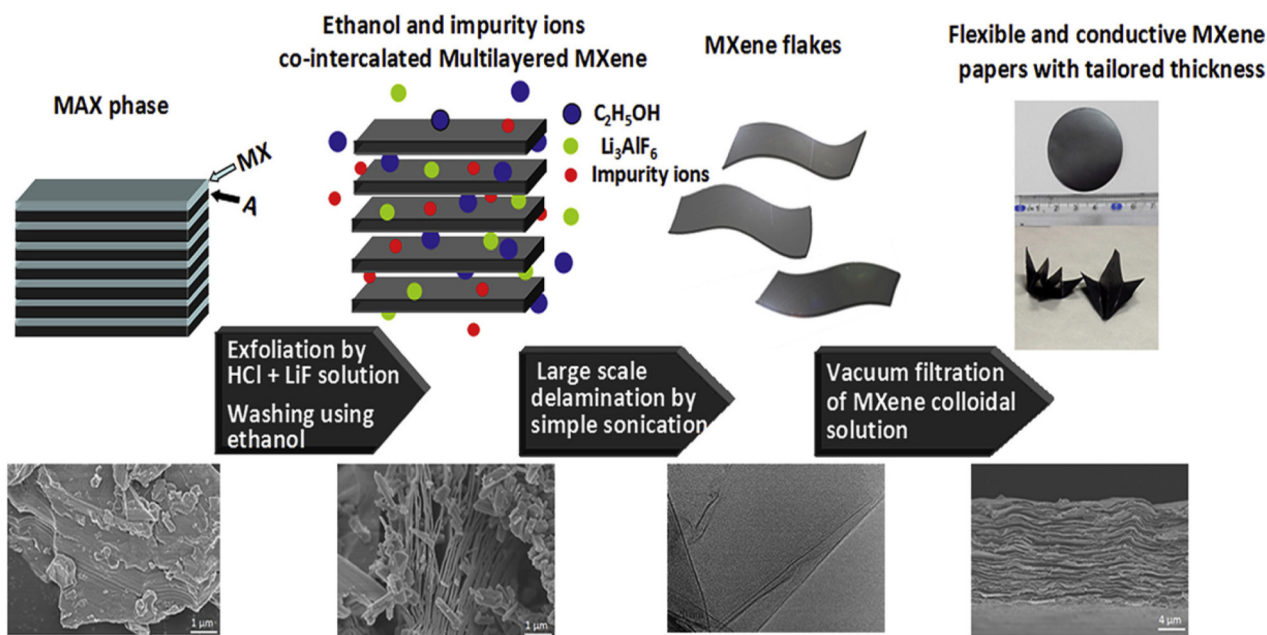 MAX phase
MX
A
Ethanol and impurity ions
co-intercalated Multilayered MXene
C₂H₅OH
Li₃AlF₆
Impurity ions
MXene flakes
Flexible and conductive MXene
papers with tailored thickness
Exfoliation by
HCl + LiF solution
Washing using
ethanol
Large scale
delamination by
simple sonication
Vacuum filtration
of MXene colloidal
solution
1 μm
1 μm
4 μm